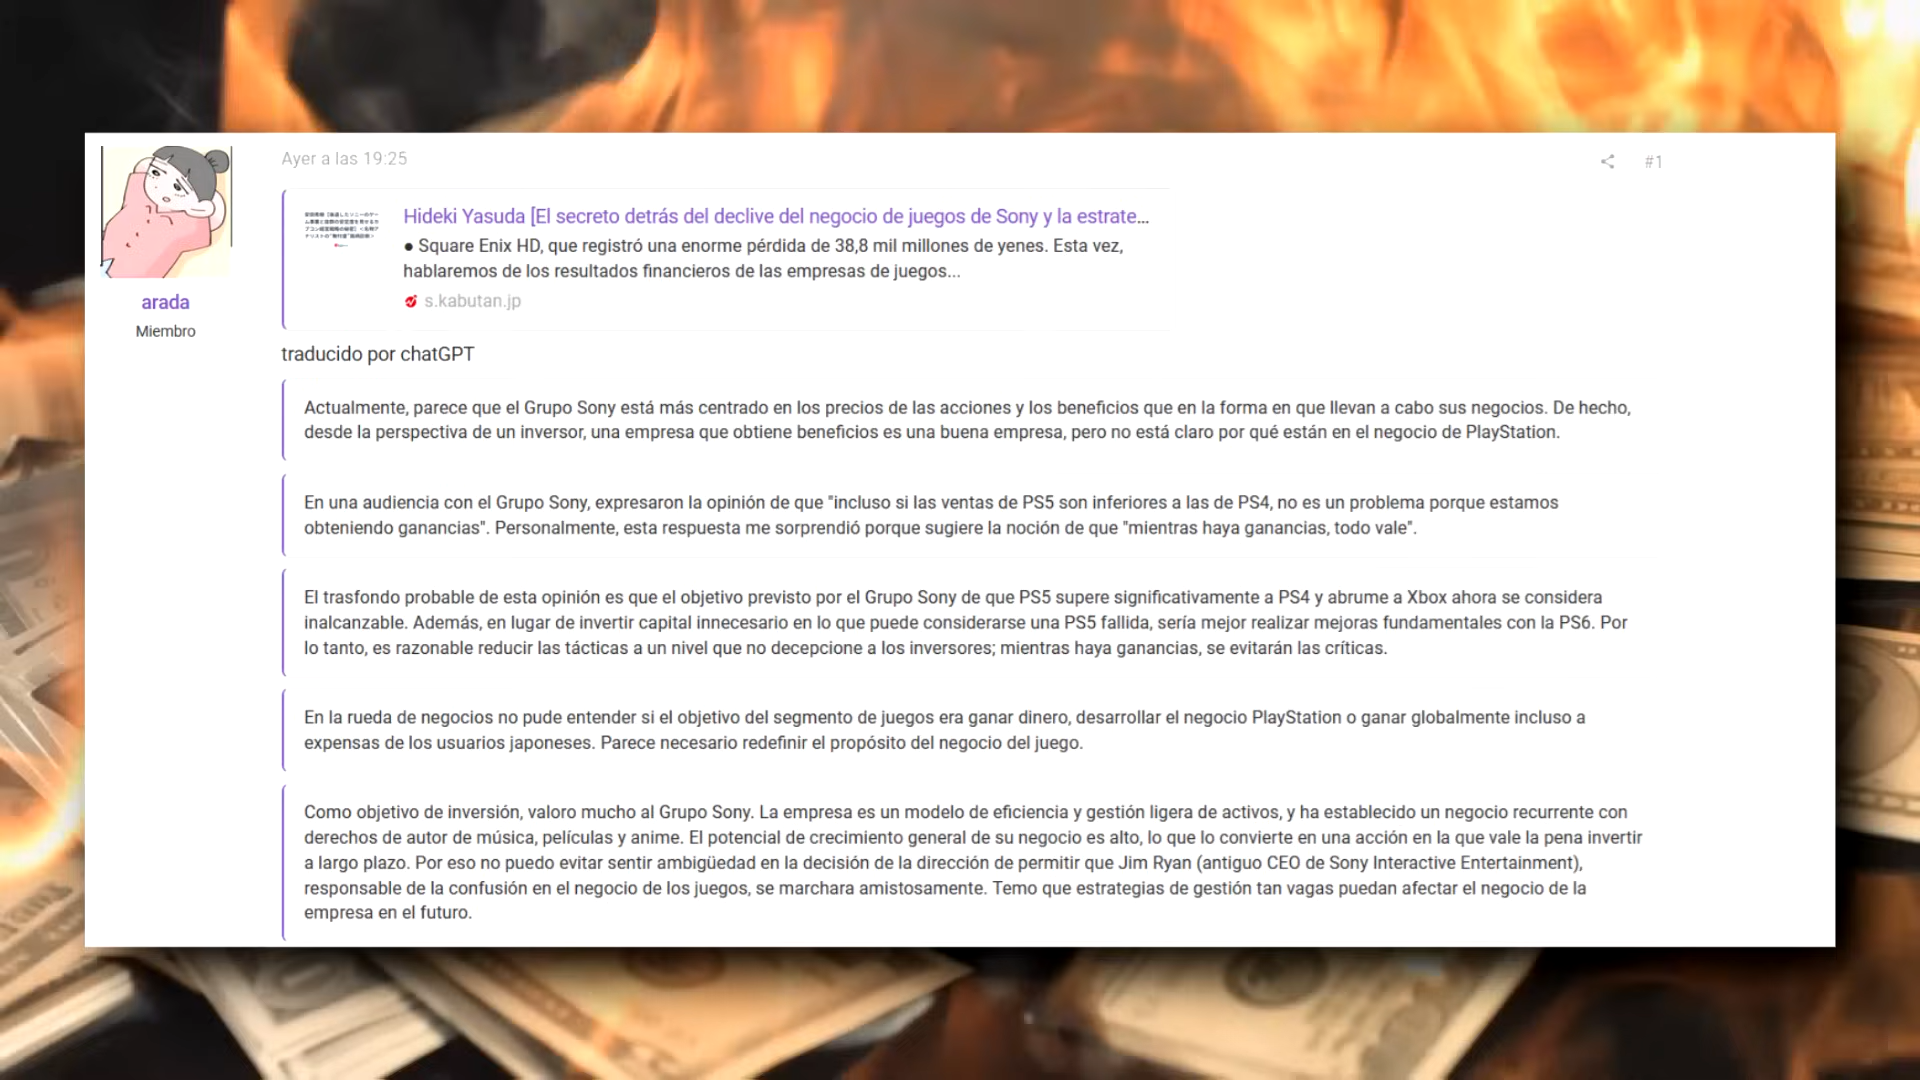 Ayer a las 19:25
#1
Hideki Yasuda [El secreto detrás del declive del negocio de juegos de Sony y la estrate...
● Square Enix HD, que registró una enorme pérdida de 38,8 mil millones de yenes. Esta vez,
hablaremos de los resultados financieros de las empresas de juegos...
s.kabutan.jp
arada
Miembro
traducido por chatGPT
Actualmente, parece que el Grupo Sony está más centrado en los precios de las acciones y los beneficios que en la forma en que llevan a cabo sus negocios. De hecho,
desde la perspectiva de un inversor, una empresa que obtiene beneficios es una buena empresa, pero no está claro por qué están en el negocio de PlayStation.
En una audiencia con el Grupo Sony, expresaron la opinión de que "incluso si las ventas de PS5 son inferiores a las de PS4, no es un problema porque estamos
obteniendo ganancias". Personalmente, esta respuesta me sorprendió porque sugiere la noción de que "mientras haya ganancias, todo vale".
El trasfondo probable de esta opinión es que el objetivo previsto por el Grupo Sony de que PS5 supere significativamente a PS4 y abrume a Xbox ahora se considera
inalcanzable. Además, en lugar de invertir capital innecesario en lo que puede considerarse una PS5 fallida, sería mejor realizar mejoras fundamentales con la PS6. Por
lo tanto, es razonable reducir las tácticas a un nivel que no decepcione a los inversores; mientras haya ganancias, se evitarán las críticas.
En la rueda de negocios no pude entender si el objetivo del segmento de juegos era ganar dinero, desarrollar el negocio PlayStation o ganar globalmente incluso a
expensas de los usuarios japoneses. Parece necesario redefinir el propósito del negocio del juego.
Como objetivo de inversión, valoro mucho al Grupo Sony. La empresa es un modelo de eficiencia y gestión ligera de activos, y ha establecido un negocio recurrente con
derechos de autor de música, películas y anime. El potencial de crecimiento general de su negocio es alto, lo que lo convierte en una acción en la que vale la pena invertir
a largo plazo. Por eso no puedo evitar sentir ambigüedad en la decisión de la dirección de permitir que Jim Ryan (antiguo CEO de Sony Interactive Entertainment),
responsable de la confusión en el negocio de los juegos, se marchara amistosamente. Temo que estrategias de gestión tan vagas puedan afectar el negocio de la
empresa en el futuro.